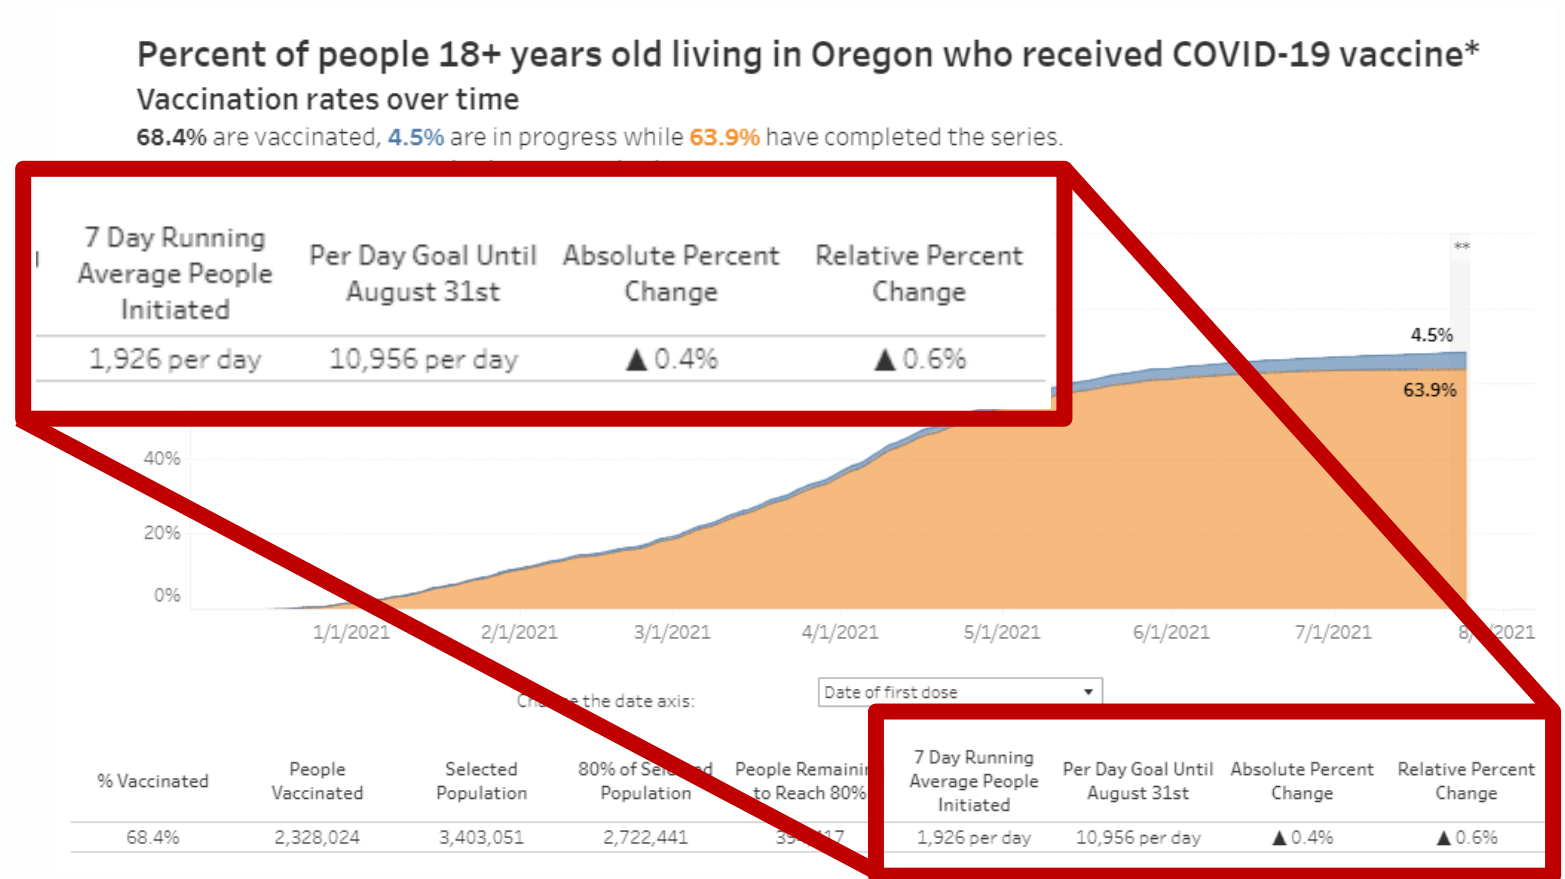 Percent of people 18+ years old living in Oregon who received COVID-19 vaccine*
Vaccination rates over time
68.4% are vaccinated, 4.5% are in progress while 63.9% have completed the series.
7 Day Running
Average People
Initiated
Per Day Goal Until
August 31st
Absolute Percent
Change
Relative Percent
Change
1,926 per day
10,956 per day
▲ 0.4%
▲ 0.6%
**
4.5%
63.9%
40%
20%
0%
1/1/2021
2/1/2021
3/1/2021
4/1/2021
5/1/2021
6/1/2021
7/1/2021
the date axis:
Date of first dose
% Vaccinated
People
Vaccinated
Selected
Population
80% of Selected
Population
People Remaining
to Reach 80%
7 Day Running
Average People
Initiated
Per Day Goal Until
August 31st
Absolute Percent
Change
Relative Percent
Change
68.4%
2,328,024
3,403,051
2,722,441
1,926 per day
10,956 per day
▲ 0.4%
▲ 0.6%